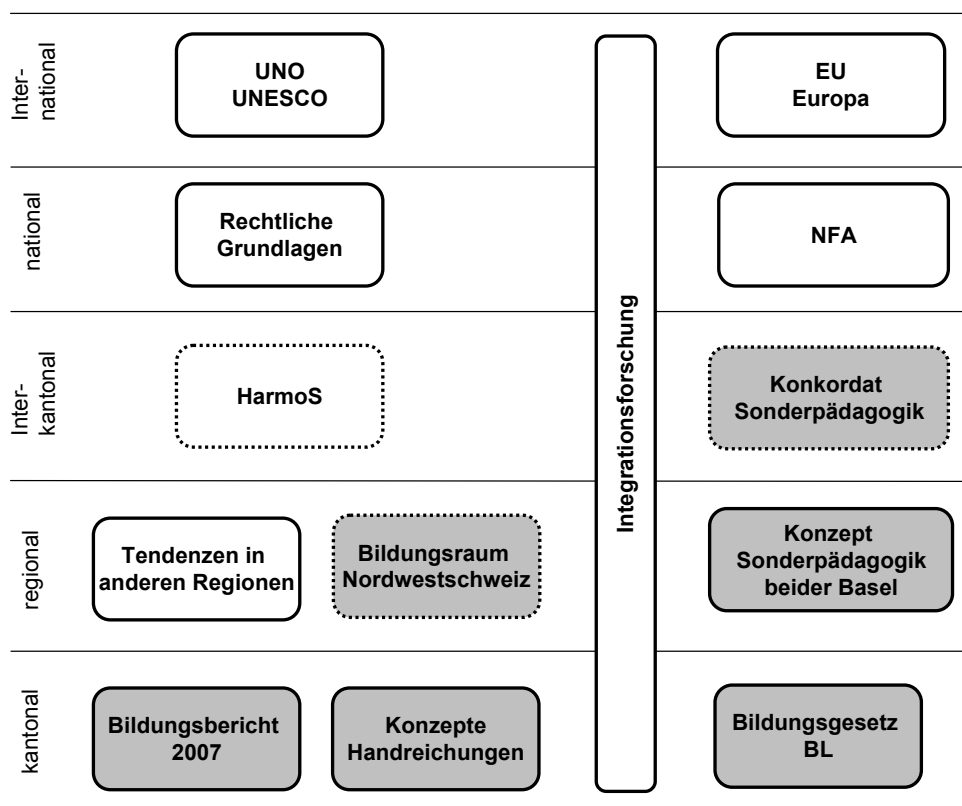 Inter-
national
UNO
UNESCO
EU
Europa
national
Rechtliche
Grundlagen
NFA
Inter-
kantonal
HarmoS
Konkordat
Sonderpädagogik
Integrationsforschung
regional
Tendenzen in
anderen Regionen
Bildungsraum
Nordwestschweiz
Konzept
Sonderpädagogik
beider Basel
kantonal
Bildungsbericht
2007
Konzepte
Handreichungen
Bildungsgesetz
BL